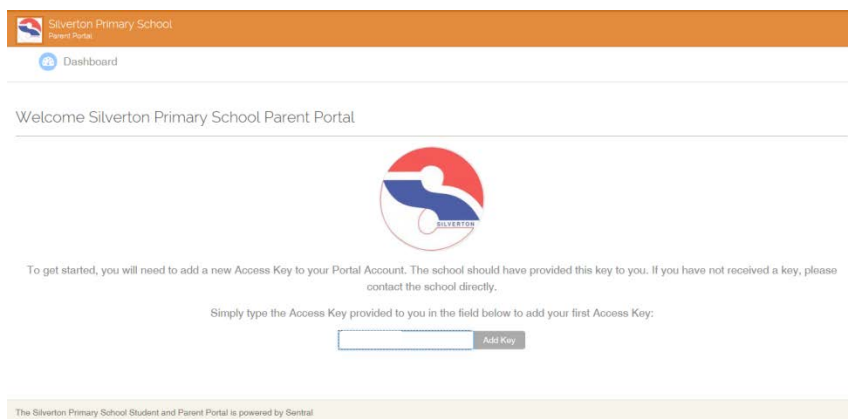 Silverton Primary School
Parent Portal
Dashboard
Welcome Silverton Primary School Parent Portal
SILVERTON
To get started, you will need to add a new Access Key to your Portal Account. The school should have provided this key to you. If you have not received a key, please
contact the school directly.
Simply type the Access Key provided to you in the field below to add your first Access Key:
Add Key
The Silverton Primary School Student and Parent Portal is powered by Sentral